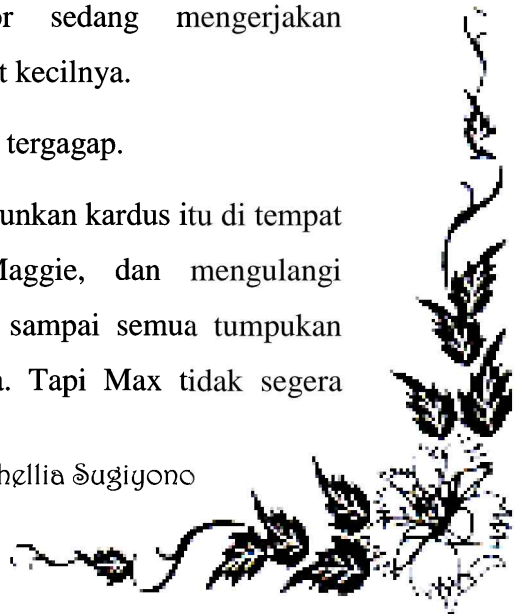 sedang mengerjakan
kecilnya.
tergagap.
kardus itu di tempat
dan mengulangi
sampai semua tumpukan
Tapi Max tidak segera
Sugiyono